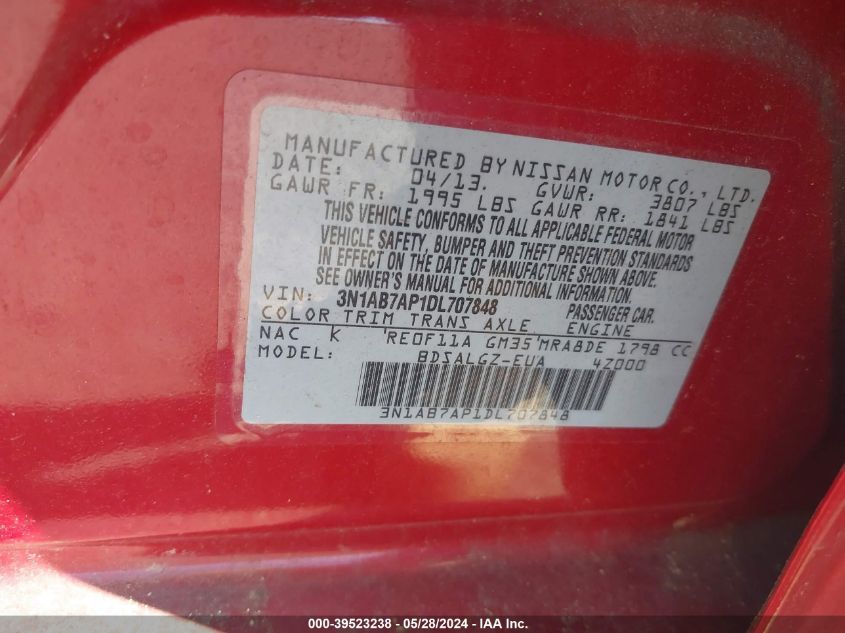 MANUFACTURED BY NISSAN MOTOR CO., LTD.
DATE: 04/13. GVWR: 3807 LBS
GAWR FR: 1995 LBS GAWR RR: 1841 LBS
THIS VEHICLE CONFORMS TO ALL APPLICABLE FEDERAL MOTOR
VEHICLE SAFETY, BUMPER AND THEFT PREVENTION STANDARDS
IN EFFECT ON THE DATE OF MANUFACTURE SHOWN ABOVE.
SEE OWNER'S MANUAL FOR ADDITIONAL INFORMATION.
VIN: 3N1AB7AP1DL707848 PASSENGER CAR.
COLOR TRIM TRANS AXLE ENGINE
NAC K RE0F11A GM35 MRA8DE 1798 CC
MODEL: BDSALGZ-EUA 4Z000
3N1AB7AP1DL707848
000-39523238 - 05/28/2024 - IAA Inc.